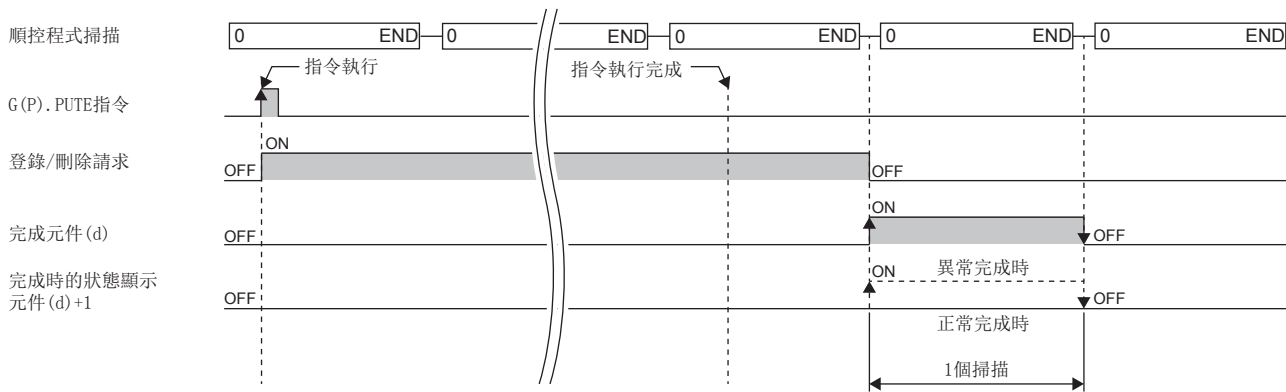 順控程式掃描
0 END 0 END 0 END 0 END 0 END
指令執行
指令執行完成
G(P).PUTE指令
ON
登錄/刪除請求
OFF
OFF
ON
完成元件(d)
OFF
OFF
ON
異常完成時
完成時的狀態顯示
元件(d)+1
OFF
OFF
正常完成時
1個掃描